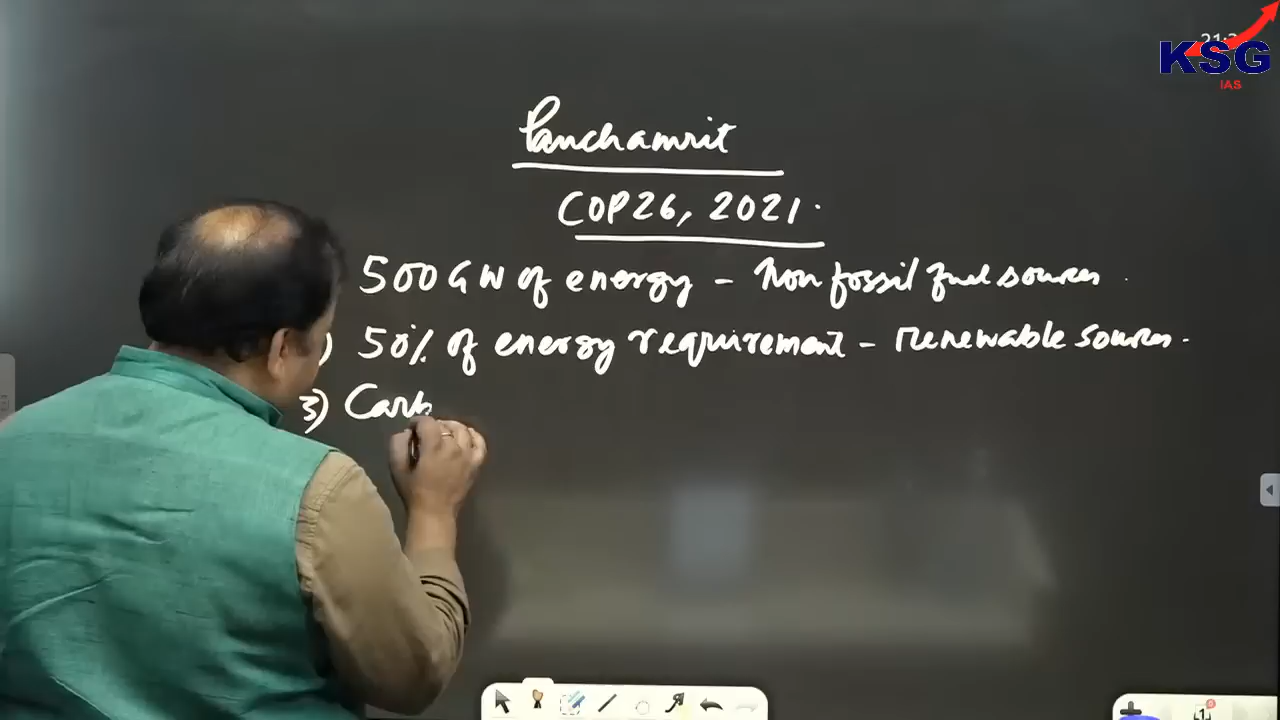 KSG
IAS
Panchamrit
COP26, 2021.
500 GW of energy - Non fossil fuel sources.
) 50% of energy requirement - Renewable sources.
3) Carb